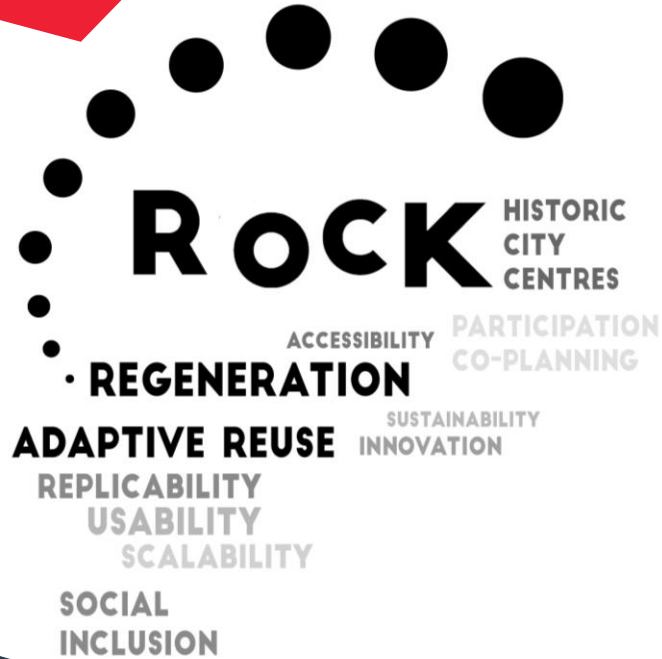 RoCK
HISTORIC
CITY
CENTRES
ACCESSIBILITY
PARTICIPATION
CO-PLANNING
REGENERATION
SUSTAINABILITY
ADAPTIVE REUSE
INNOVATION
REPLICABILITY
USABILITY
SCALABILITY
SOCIAL
INCLUSION